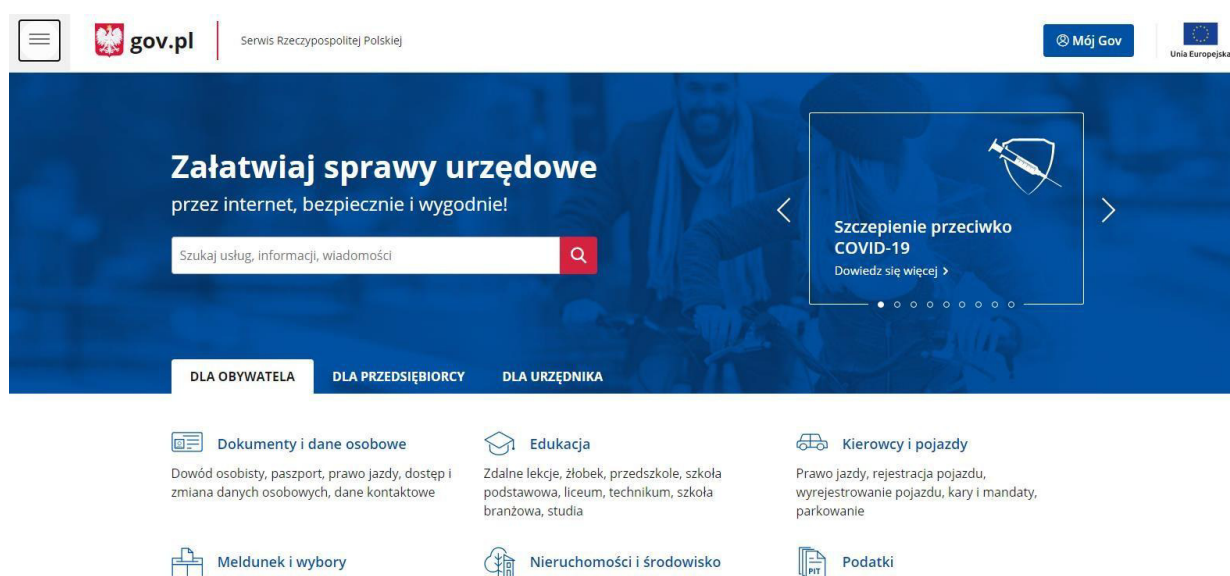 gov.pl
Serwis Rzeczypospolitej Polskiej
Mój Gov
Unia Europejska
Załatwiaj sprawy urzędowe
przez internet, bezpiecznie i wygodnie!
Szukaj usług, informacji, wiadomości
Szczepienie przeciwko
COVID-19
Dowiedz się więcej
DLA OBYWATELA
DLA PRZEDSIĘBIORCY
DLA URZĘDNIKA
Dokumenty i dane osobowe
Dowód osobisty, paszport, prawo jazdy, dostęp i
zmiana danych osobowych, dane kontaktowe
Edukacja
Zdalne lekcje, żłobek, przedszkole, szkoła
podstawowa, liceum, technikum, szkoła
branżowa, studia
Kierowcy i pojazdy
Prawo jazdy, rejestracja pojazdu,
wyrejestrowanie pojazdu, kary i mandaty,
parkowanie
Meldunek i wybory
Nieruchomości i środowisko
PIT
Podatki